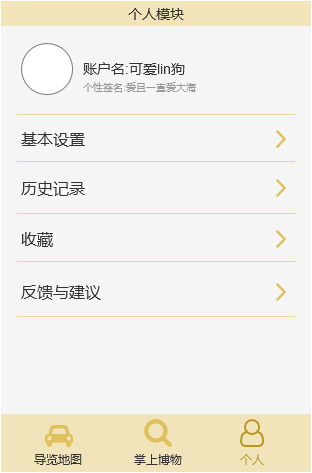 个人模块
账户名:可爱lin狗
个性签名:爱且一直爱大海
基本设置
历史记录
收藏
反馈与建议
导览地图
掌上博物
个人